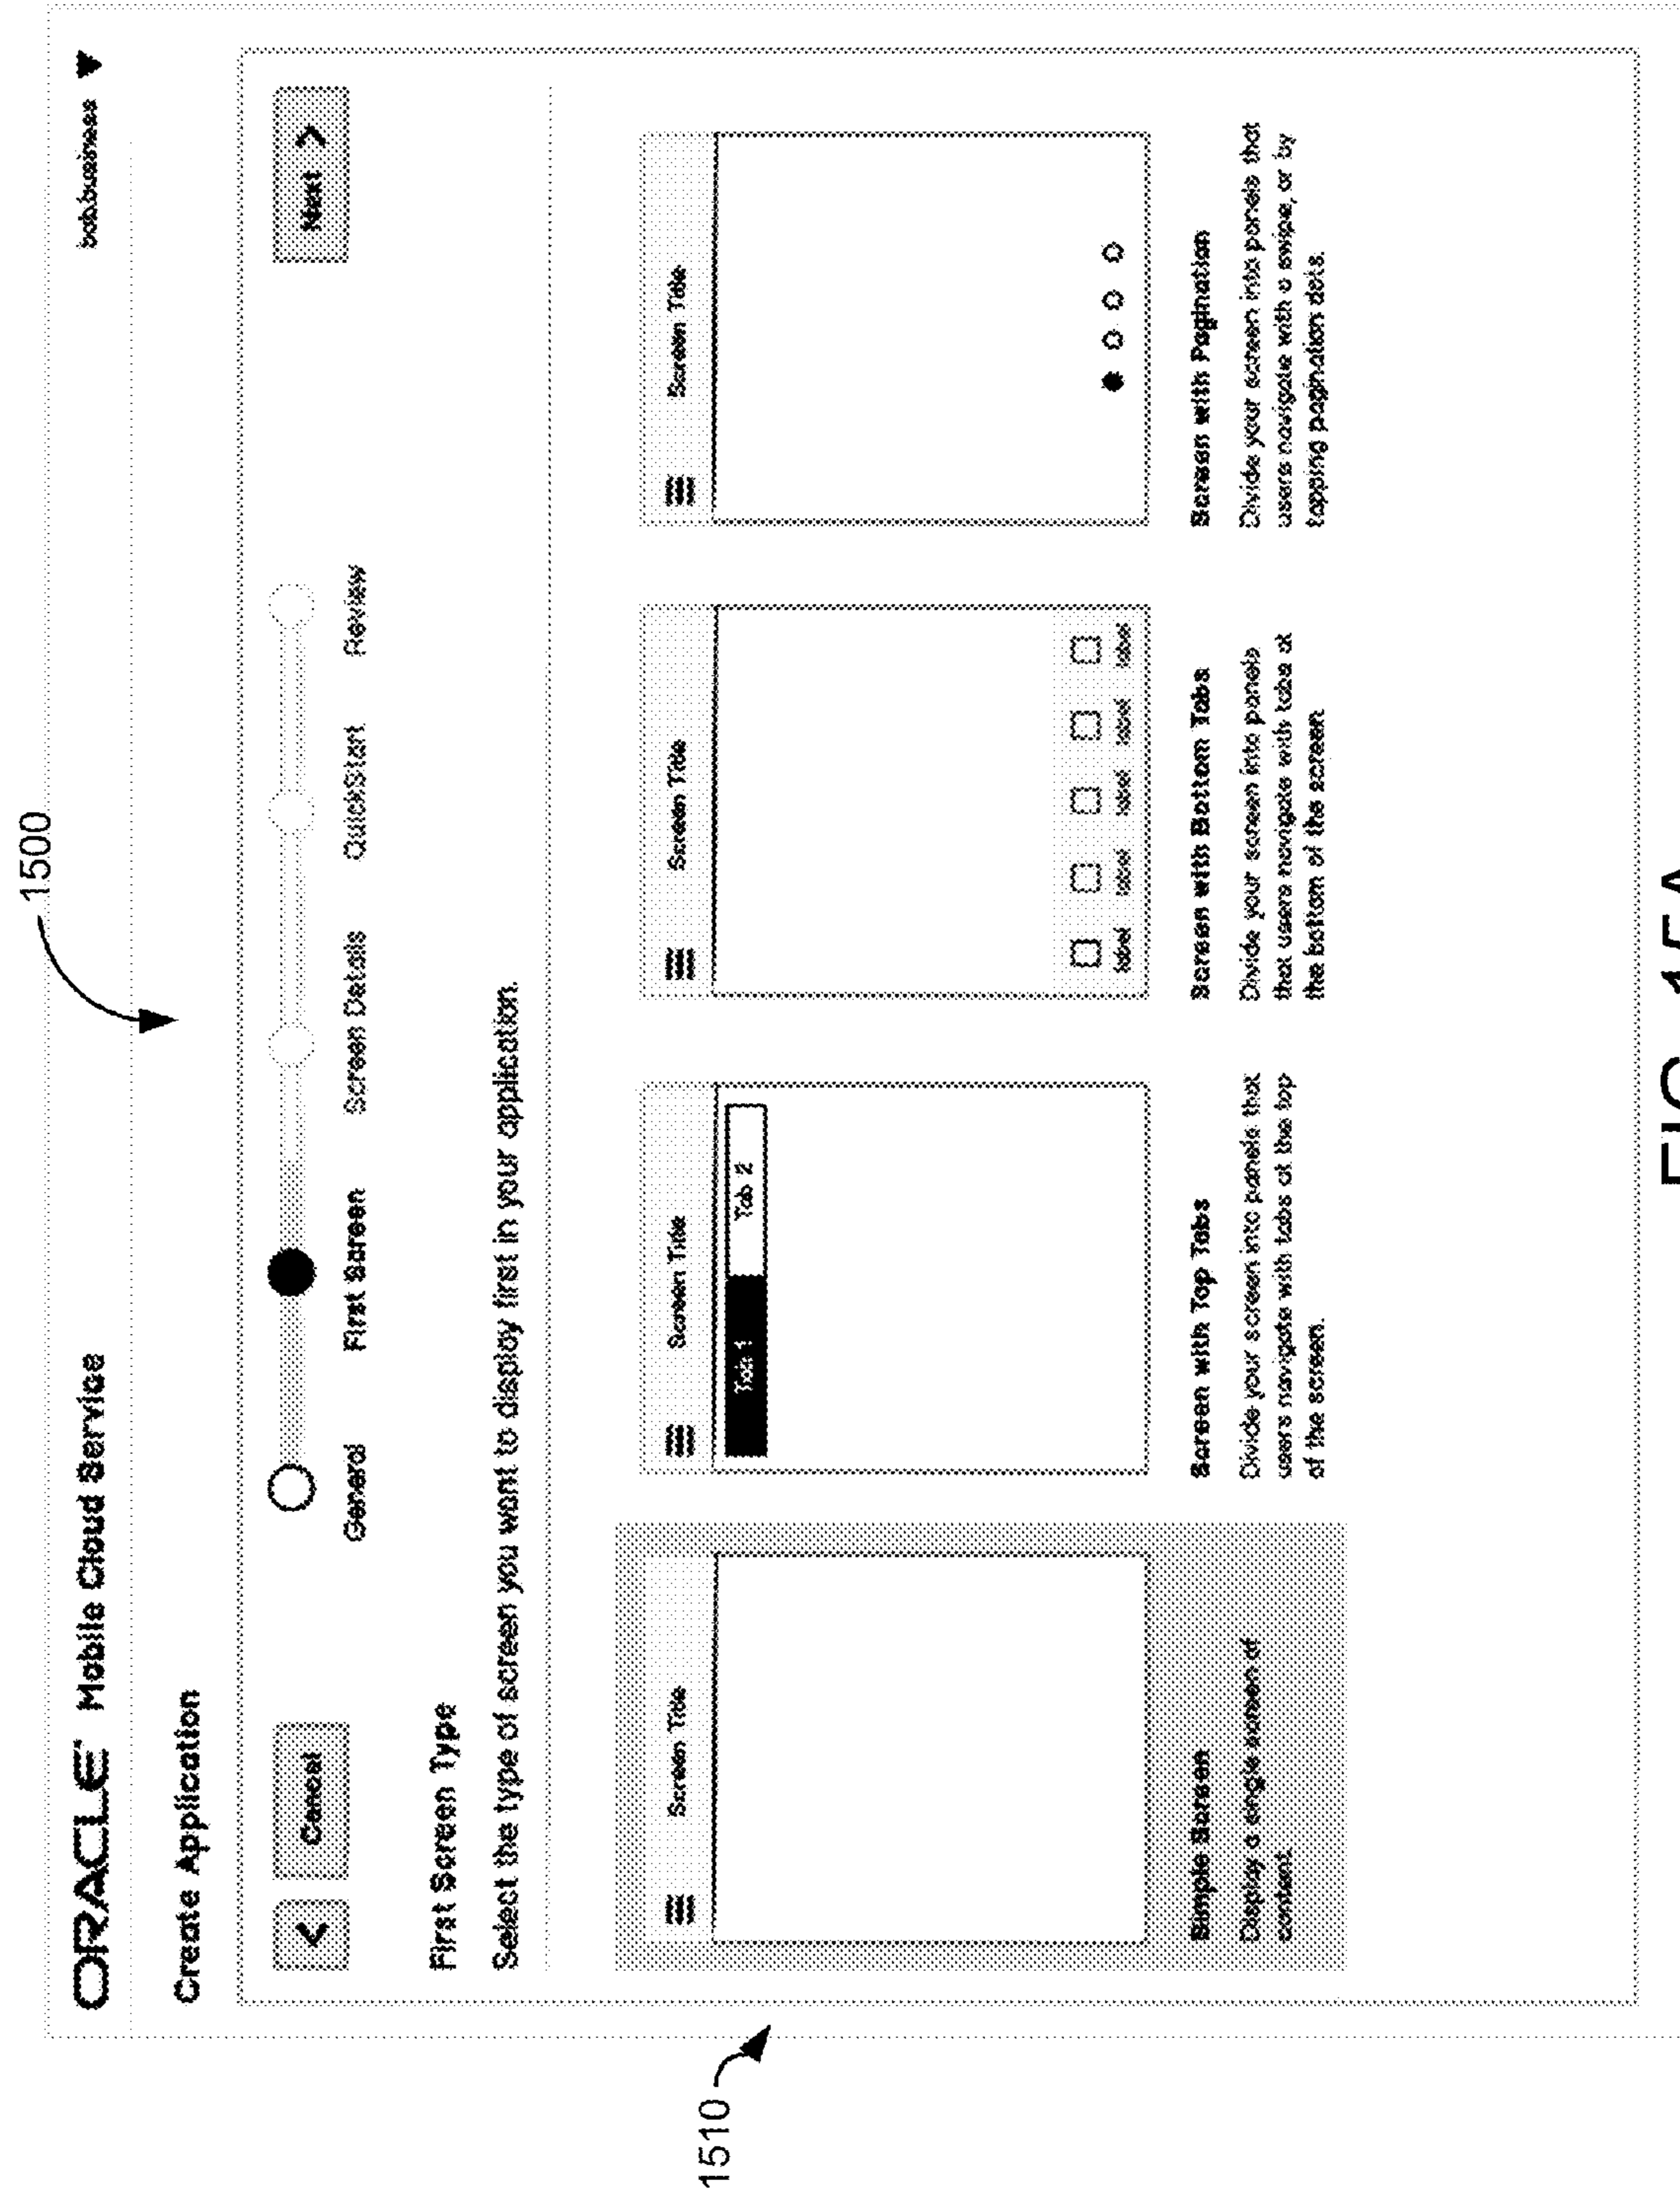 1500
ORACLE Mobile Cloud Service
bob.business
Create Application
Cancel
Next
General
First Screen
Screen Details
QuickStart
Review
First Screen Type
Select the type of screen you want to display first in your application.
1510
Screen Title
Simple Screen
Display a single screen of
content.
Screen Title
Tab 1
Tab 2
Screen with Top Tabs
Divide your screen into panels that
users navigate with tabs at the top
of the screen.
Screen Title
label
label
label
label
label
Screen with Bottom Tabs
Divide your screen into panels
that users navigate with tabs at
the bottom of the screen
Screen Title
Screen with Pagination
Divide your screen into panels that
users navigate with a swipe, or by
tapping pagination dots.
FIG. 15A